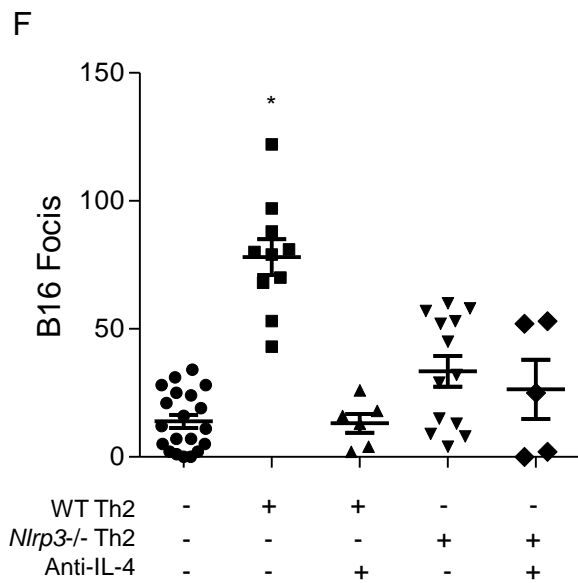 F
*
150
100
50
0
B16 Focis
WT Th2 - + + - -
Nlrp3-/- Th2 - - - + +
Anti-IL-4 - - + - +